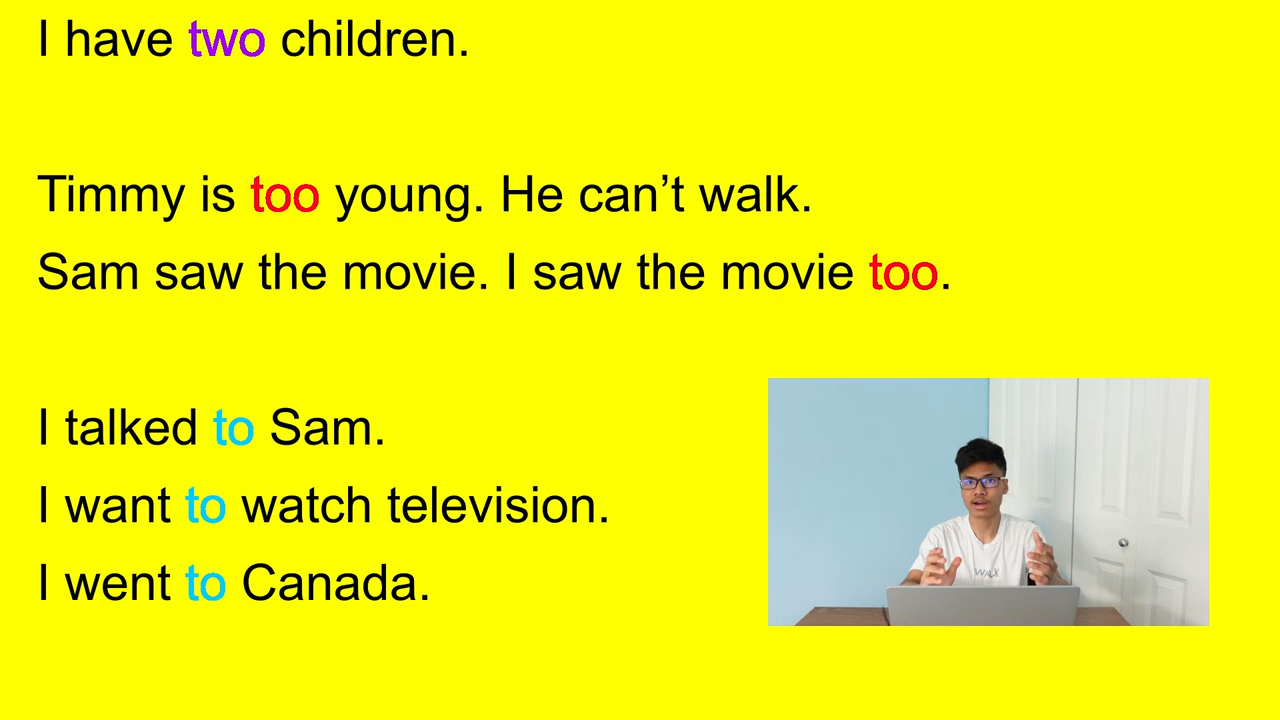 I have two children.
Timmy is too young. He can’t walk.
Sam saw the movie. I saw the movie too.
I talked to Sam.
I want to watch television.
I went to Canada.
WALK